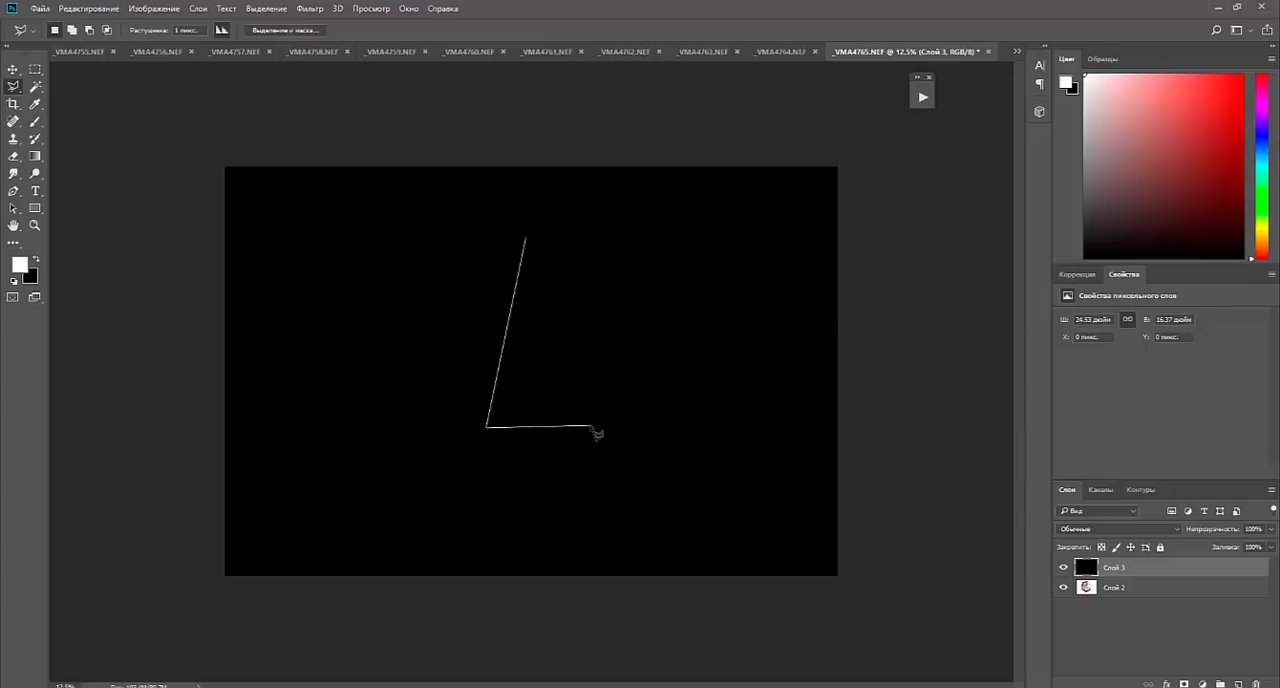 Ps Файл Редактирование Изображение Слои Текст Выделение Фильтр 3D Просмотр Окно Справка
Растушевка: 1 пикс. Выделение и маска...
_VMA4755.NEF _VMA4756.NEF _VMA4757.NEF _VMA4758.NEF _VMA4759.NEF _VMA4760.NEF _VMA4761.NEF _VMA4762.NEF _VMA4763.NEF _VMA4764.NEF _VMA4765.NEF @ 12.5% (Слой 3, RGB/8) *
Цвет Образцы
Коррекция Свойства
Свойства пиксельного слоя
Ш: 24.53 дюйм В: 16.37 дюйм
X: 0 пикс. Y: 0 пикс.
Слои Каналы Контуры
Вид
Обычные Непрозрачность: 100%
Закрепить: Заливка: 100%
Слой 3
Слой 2
12.5%